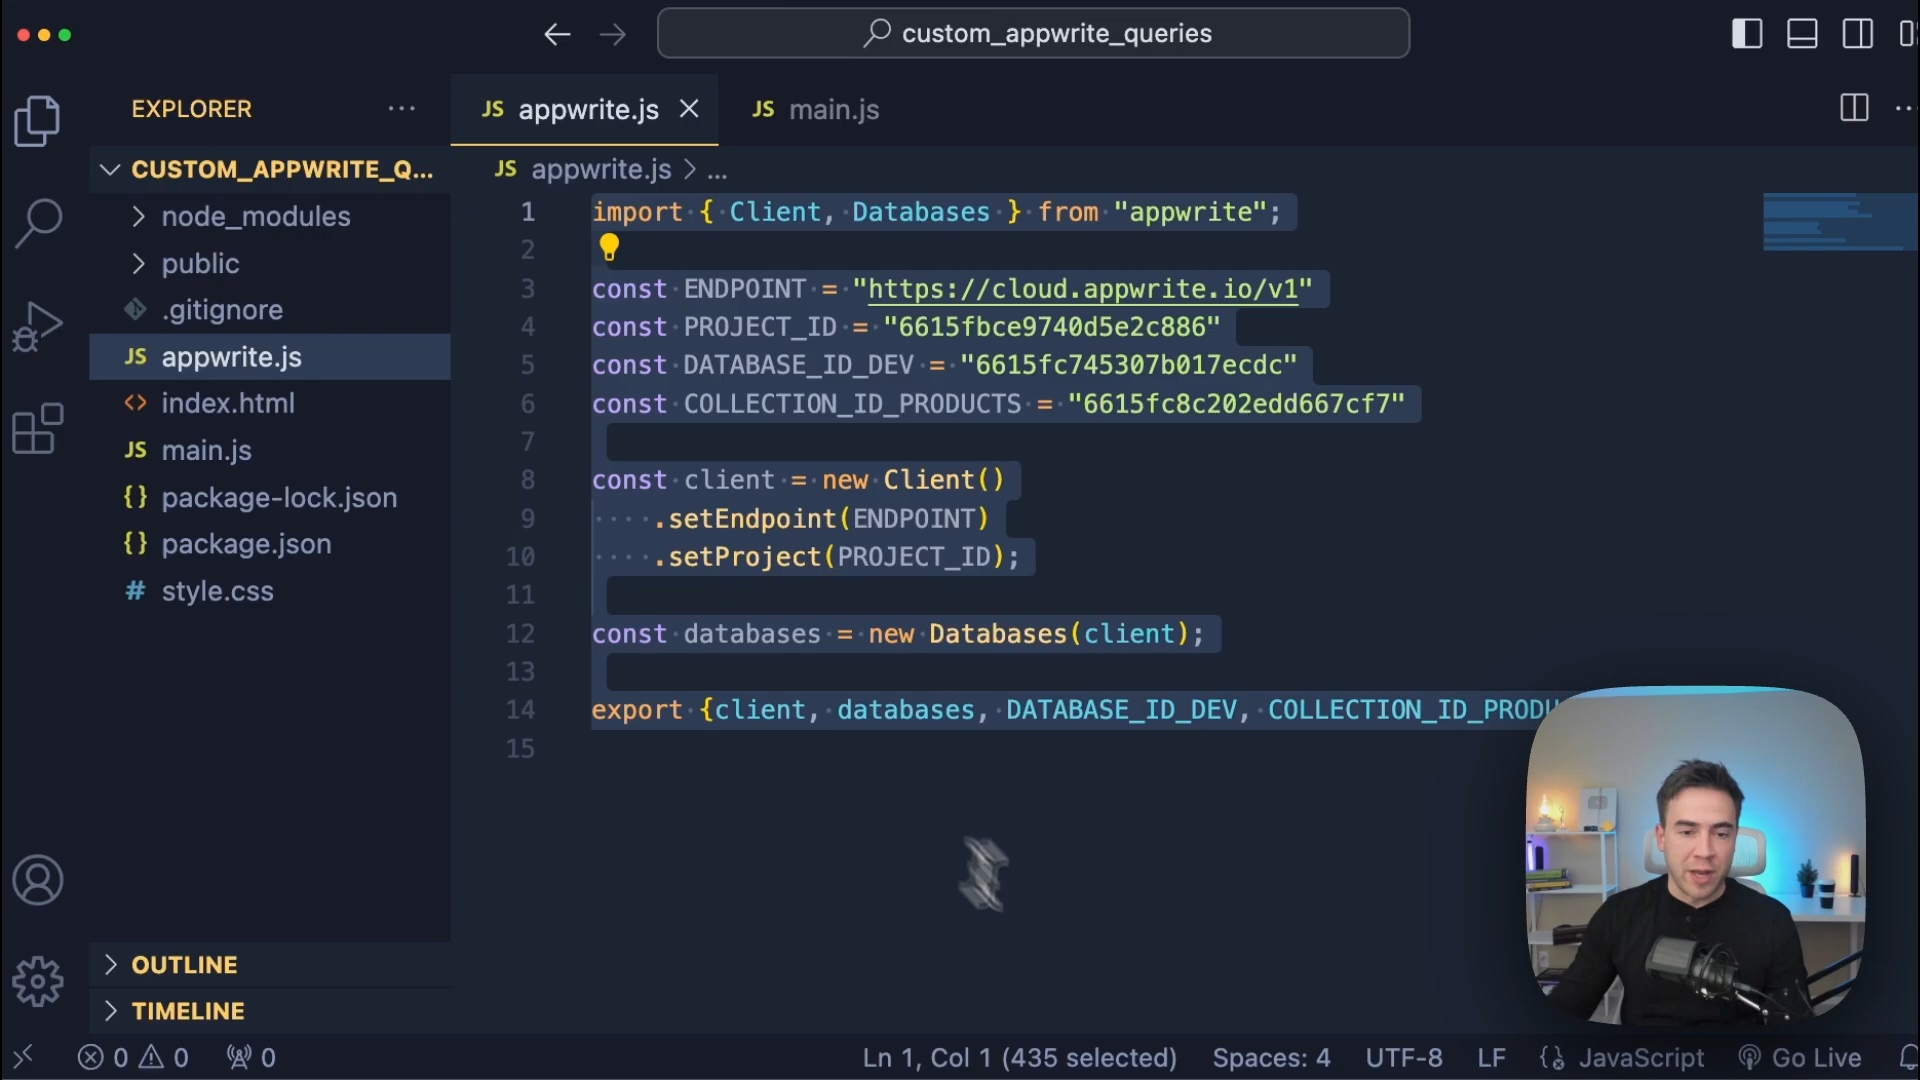 custom_appwrite_queries
EXPLORER
JS appwrite.js
JS main.js
CUSTOM_APPWRITE_Q...
JS appwrite.js > ...
node_modules
public
.gitignore
JS appwrite.js
index.html
JS main.js
{} package-lock.json
{} package.json
# style.css
1 import { Client, Databases } from "appwrite";
2
3 const ENDPOINT = "https://cloud.appwrite.io/v1"
4 const PROJECT_ID = "6615fbce9740d5e2c886"
5 const DATABASE_ID_DEV = "6615fc745307b017ecdc"
6 const COLLECTION_ID_PRODUCTS = "6615fc8c202edd667cf7"
7
8 const client = new Client()
9 .setEndpoint(ENDPOINT)
10 .setProject(PROJECT_ID);
11
12 const databases = new Databases(client);
13
14 export {client, databases, DATABASE_ID_DEV, COLLECTION_ID_PRODU
15
OUTLINE
TIMELINE
0 0 0 Ln 1, Col 1 (435 selected) Spaces: 4 UTF-8 LF JavaScript Go Live